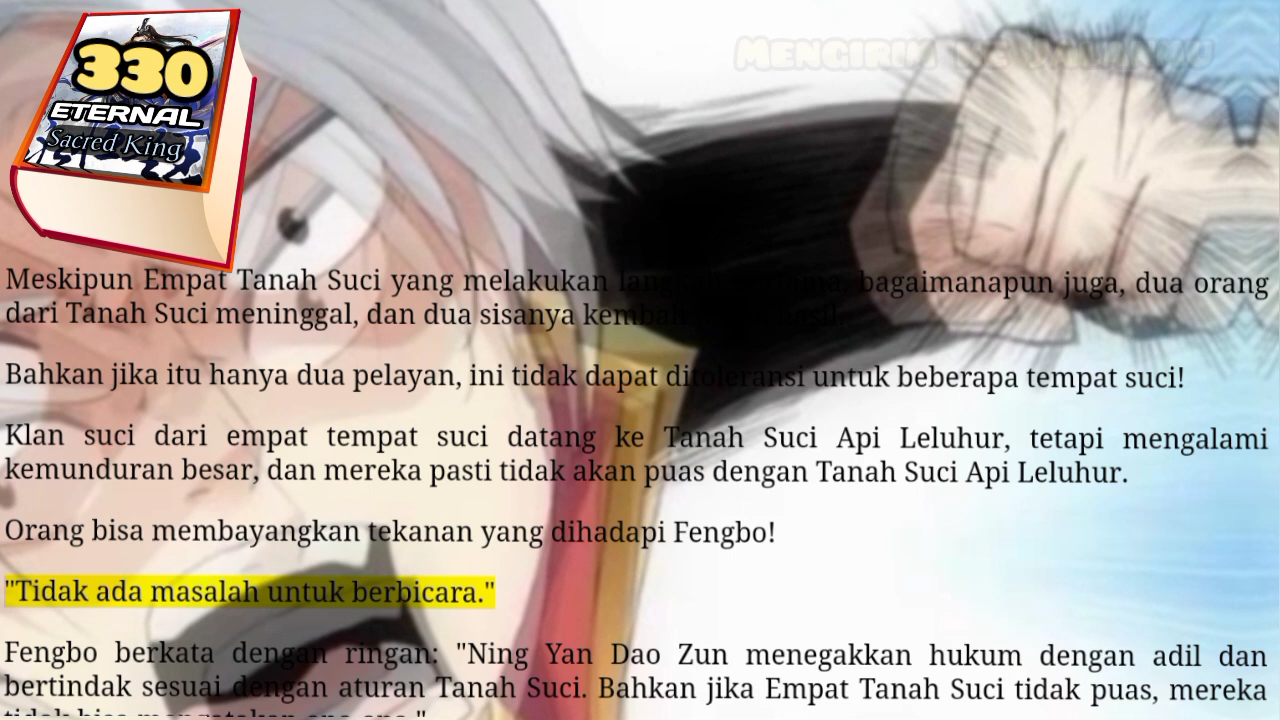 330
ETERNAL
Sacred King
Meskipun Empat Tanah Suci yang melakukan bagaimanapun juga, dua orang
dari Tanah Suci meninggal, dan dua sisanya kembali
Bahkan jika itu hanya dua pelayan, ini tidak dapat ditoleransi untuk beberapa tempat suci!
Klan suci dari empat tempat suci datang ke Tanah Suci Api Leluhur, tetapi mengalami
kemunduran besar, dan mereka pasti tidak akan puas dengan Tanah Suci Api Leluhur.
Orang bisa membayangkan tekanan yang dihadapi Fengbo!
"Tidak ada masalah untuk berbicara."
Fengbo berkata dengan ringan: "Ning Yan Dao Zun menegakkan hukum dengan adil dan
bertindak sesuai dengan aturan Tanah Suci. Bahkan jika Empat Tanah Suci tidak puas, mereka